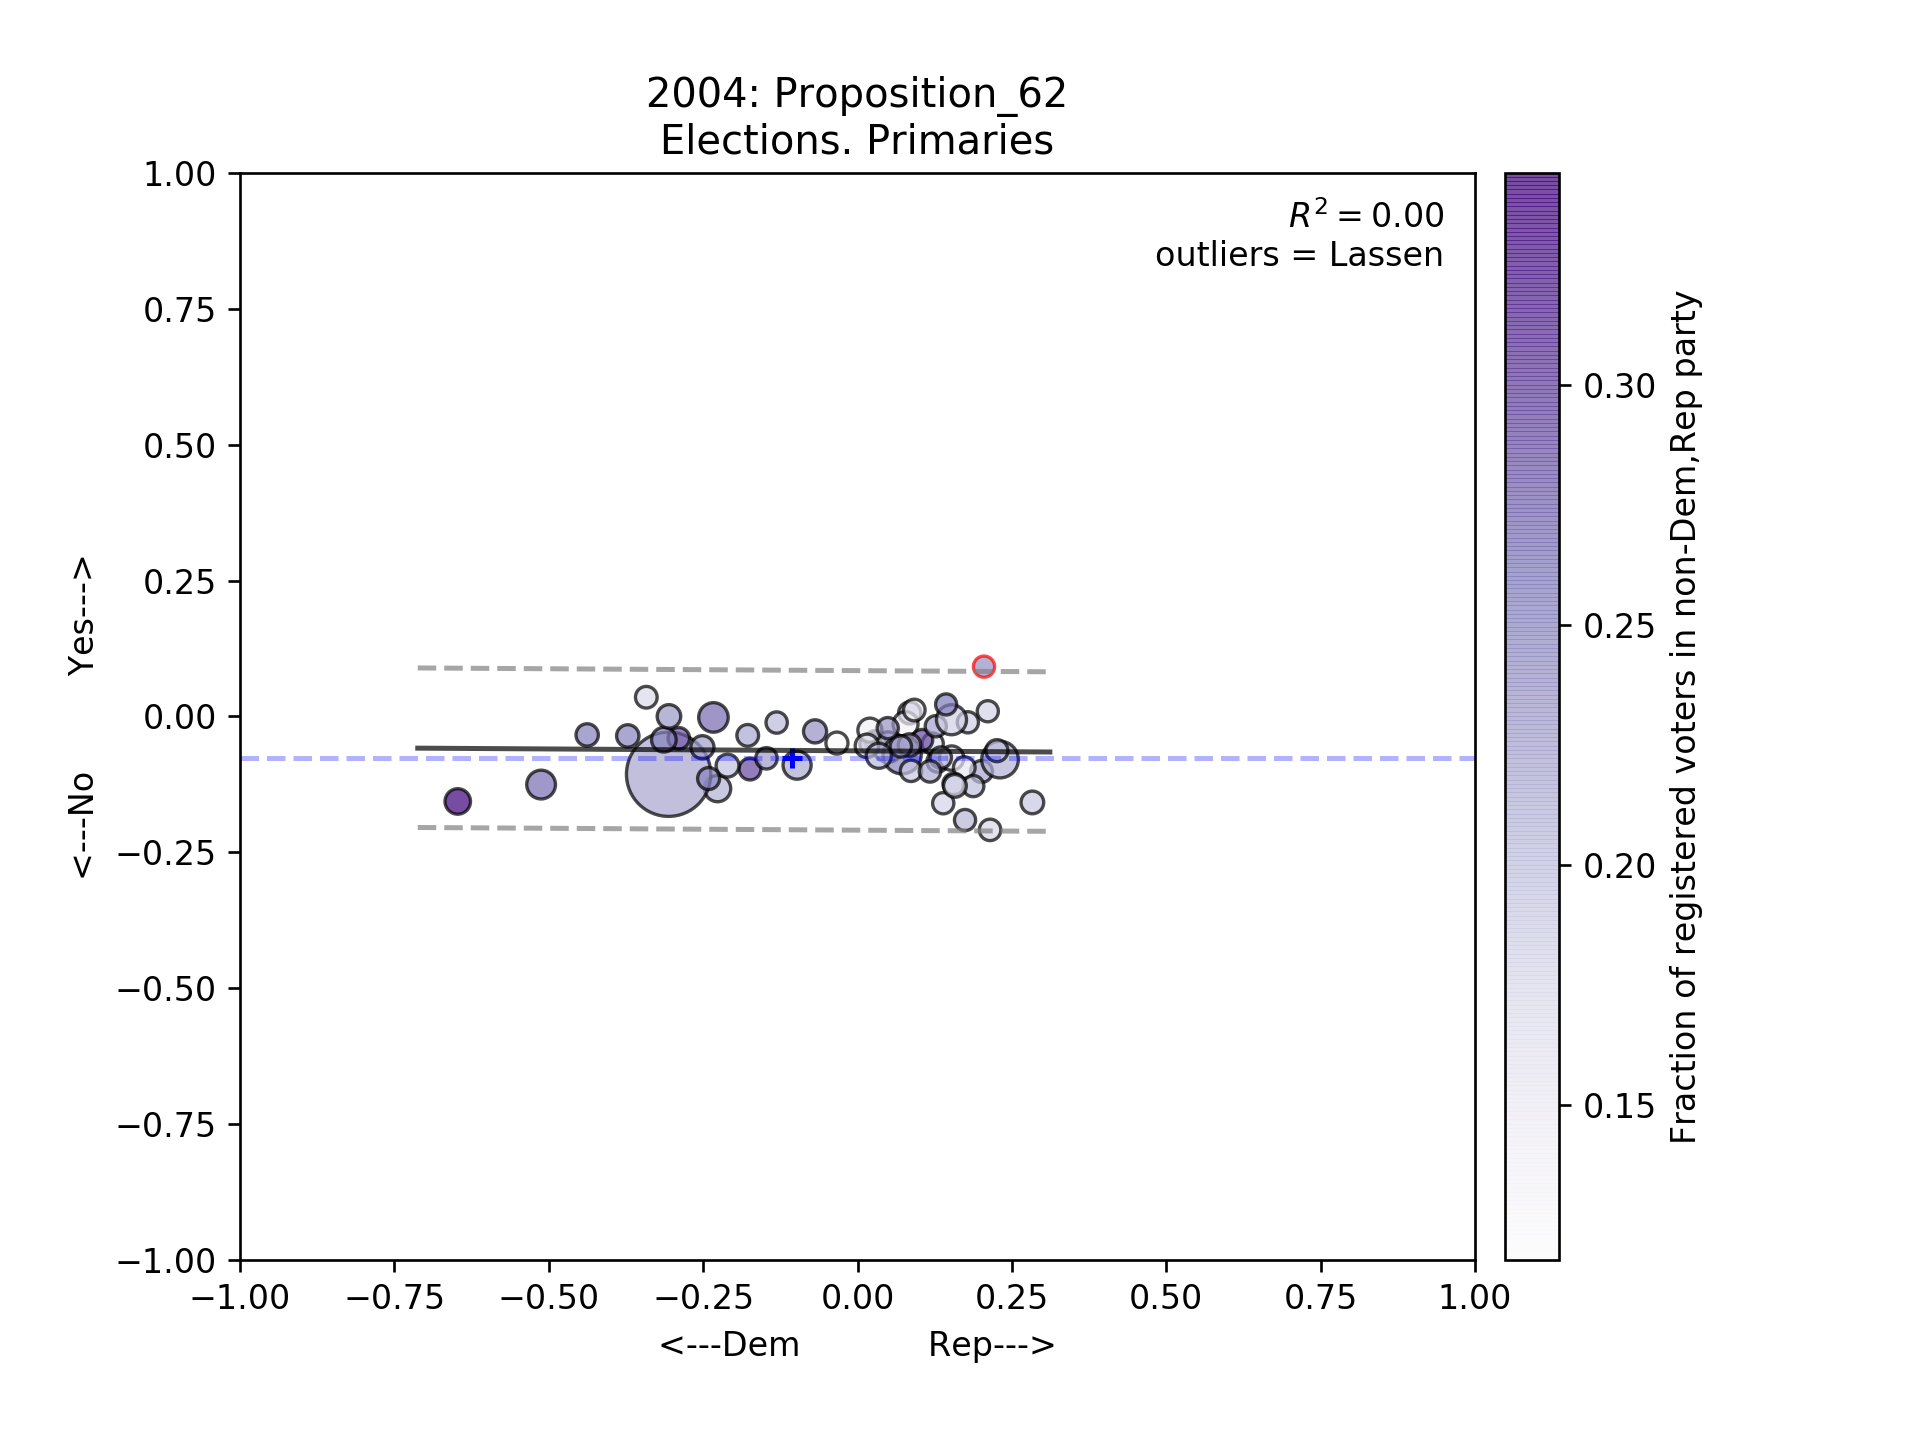 2004: Proposition_62
Elections. Primaries
R² = 0.00
outliers = Lassen
1.00
0.75
0.50
0.25
0.00
−0.25
−0.50
−0.75
−1.00
<---No Yes--->
−1.00 −0.75 −0.50 −0.25 0.00 0.25 0.50 0.75 1.00
<---Dem Rep--->
0.30
0.25
0.20
0.15
Fraction of registered voters in non-Dem,Rep party